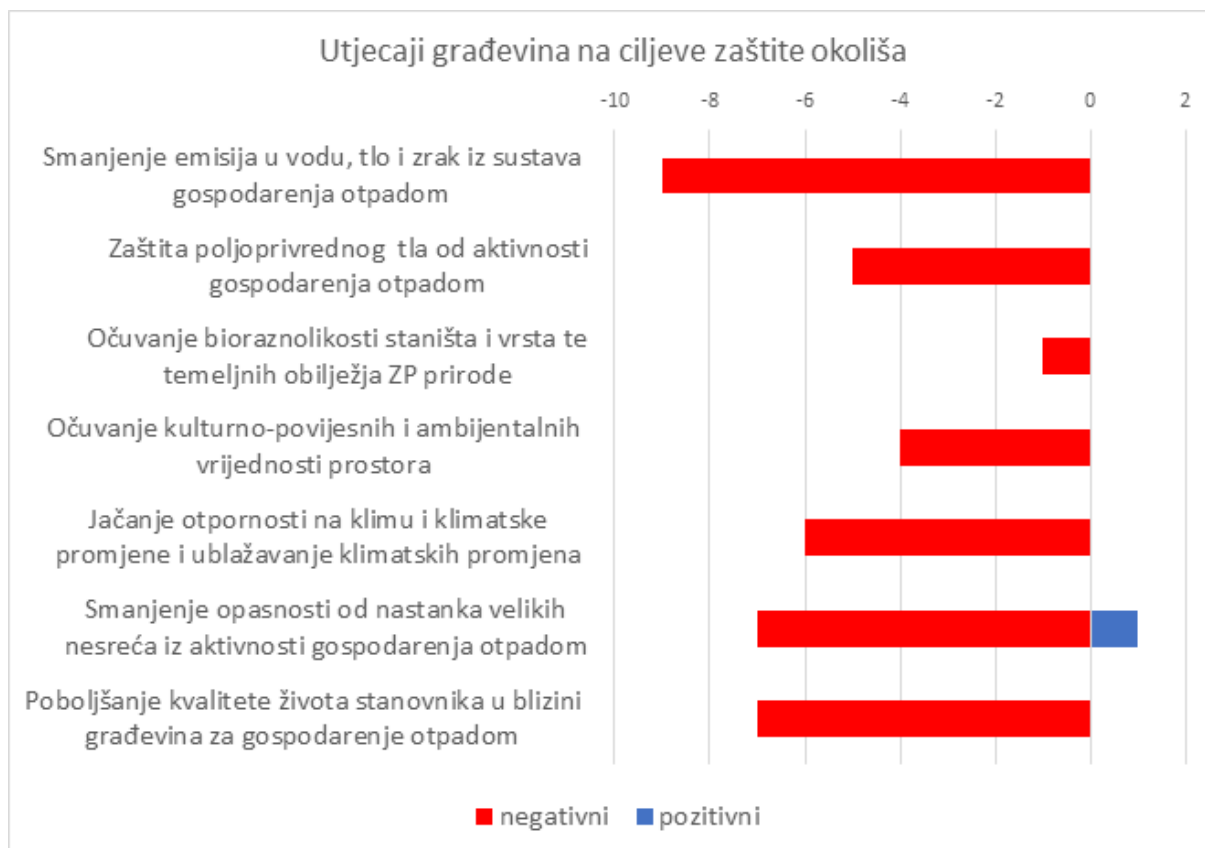 Utjecaji građevina na ciljeve zaštite okoliša
-10 -8 -6 -4 -2 0 2
Smanjenje emisija u vodu, tlo i zrak iz sustava
gospodarenja otpadom
Zaštita poljoprivrednog tla od aktivnosti
gospodarenja otpadom
Očuvanje bioraznolikosti staništa i vrsta te
temeljnih obilježja ZP prirode
Očuvanje kulturno-povijesnih i ambijentalnih
vrijednosti prostora
Jačanje otpornosti na klimu i klimatske
promjene i ublažavanje klimatskih promjena
Smanjenje opasnosti od nastanka velikih
nesreća iz aktivnosti gospodarenja otpadom
Poboljšanje kvalitete života stanovnika u blizini
građevina za gospodarenje otpadom
negativni pozitivni